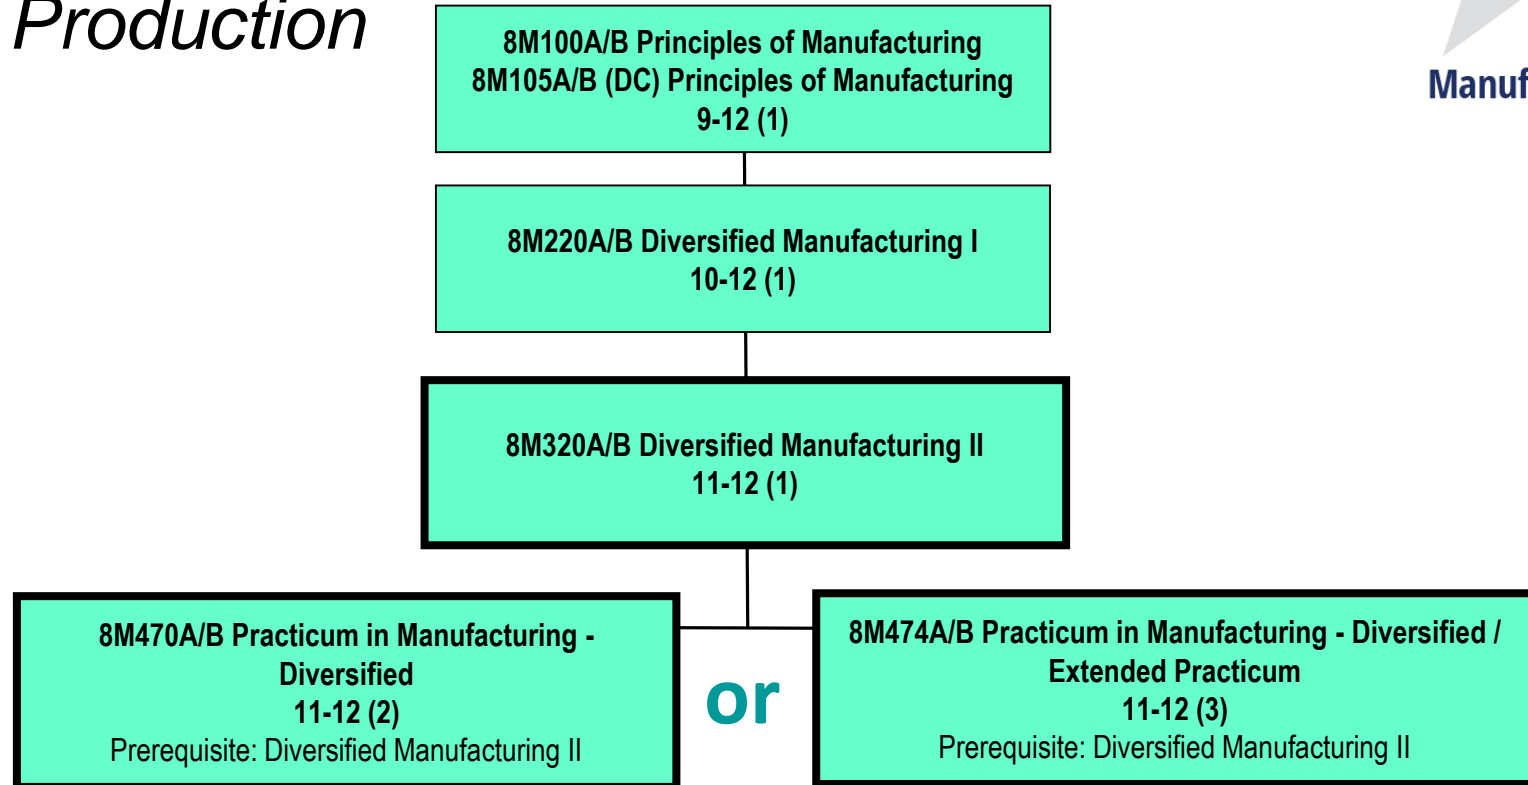 Production
8M100A/B Principles of Manufacturing
8M105A/B (DC) Principles of Manufacturing
9-12 (1)
Manuf
8M220A/B Diversified Manufacturing I
10-12 (1)
8M320A/B Diversified Manufacturing II
11-12 (1)
8M470A/B Practicum in Manufacturing -
Diversified
11-12 (2)
Prerequisite: Diversified Manufacturing II
or
8M474A/B Practicum in Manufacturing - Diversified /
Extended Practicum
11-12 (3)
Prerequisite: Diversified Manufacturing II